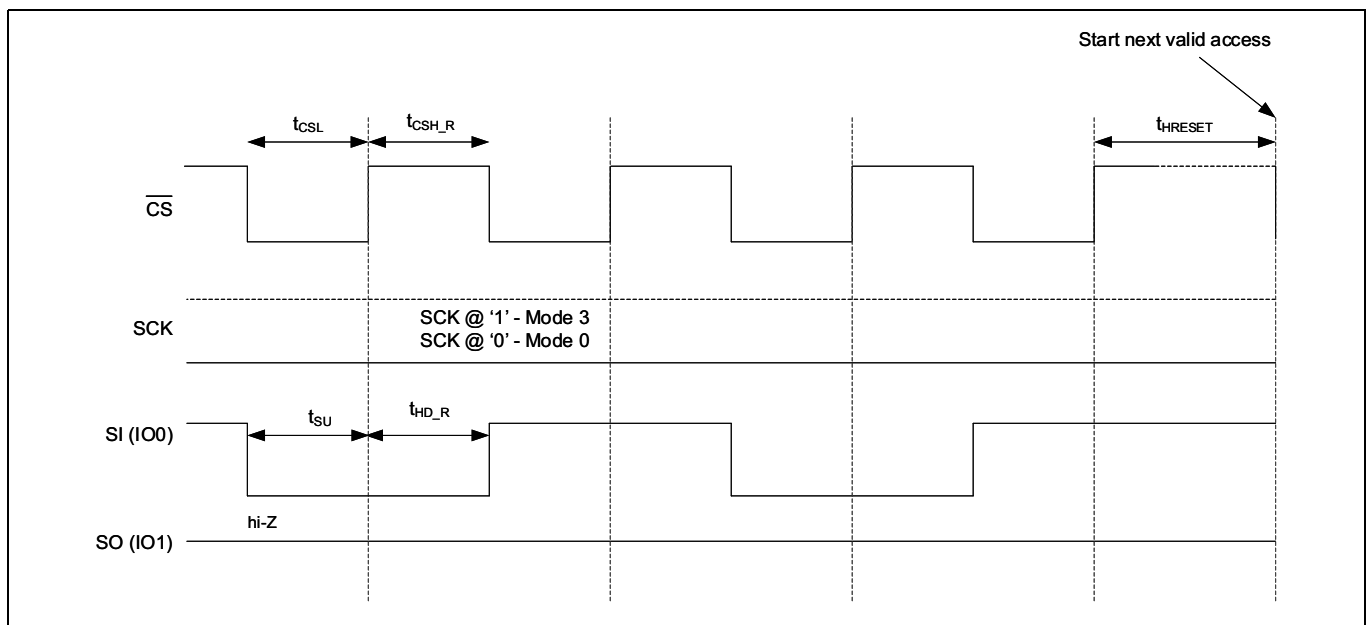 Start next valid access
tCSL
tCSH_R
tHRESET
CS
SCK @ ‘1’ - Mode 3
SCK
SCK @ ‘0’ - Mode 0
tSU
tHD_R
SI (IO0)
hi-Z
SO (IO1)